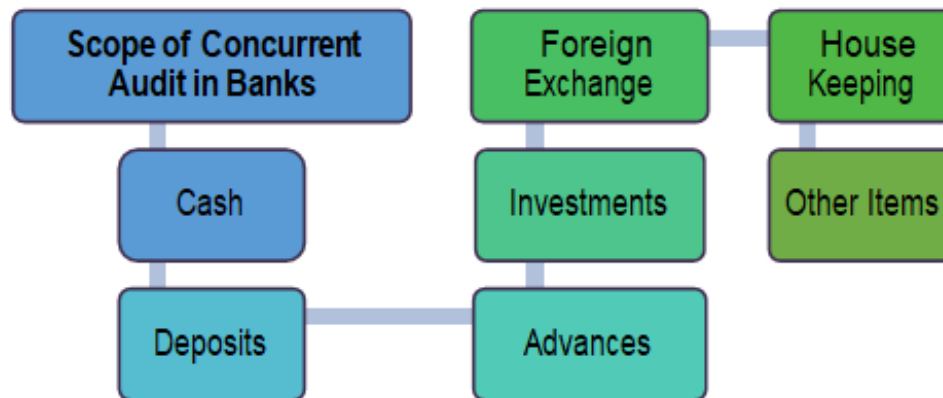 Scope of Concurrent
Audit in Banks
Cash
Deposits
Advances
Investments
Foreign
Exchange
House
Keeping
Other Items